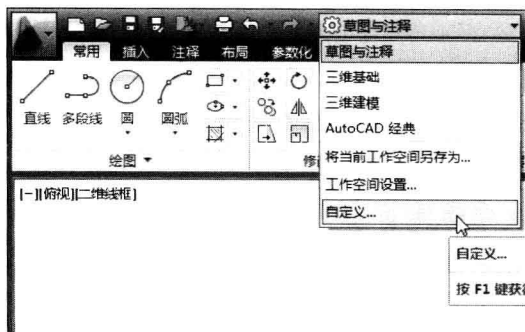 草图与注释
常用 插入 注释 布局 参数化
草图与注释
三维基础
三维建模
AutoCAD 经典
将当前工作空间另存为...
工作空间设置...
自定义...
直线 多段线 圆 圆弧
绘图
[-][俯视][二维线框]
自定义...
按 F1 键获